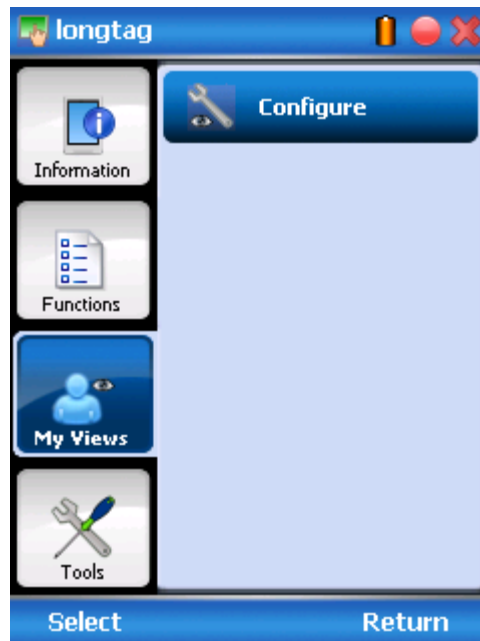 longtag
Information
Configure
Functions
My Views
Tools
Select
Return